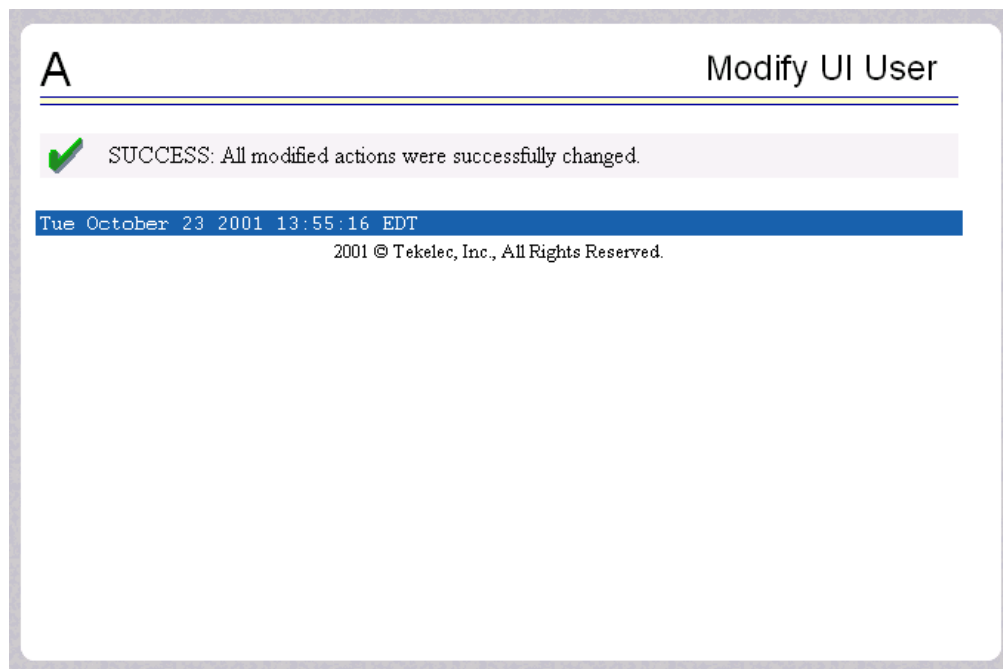 A
Modify UI User
SUCCESS: All modified actions were successfully changed.
Tue October 23 2001 13:55:16 EDT
2001 © Tekelec, Inc., All Rights Reserved.